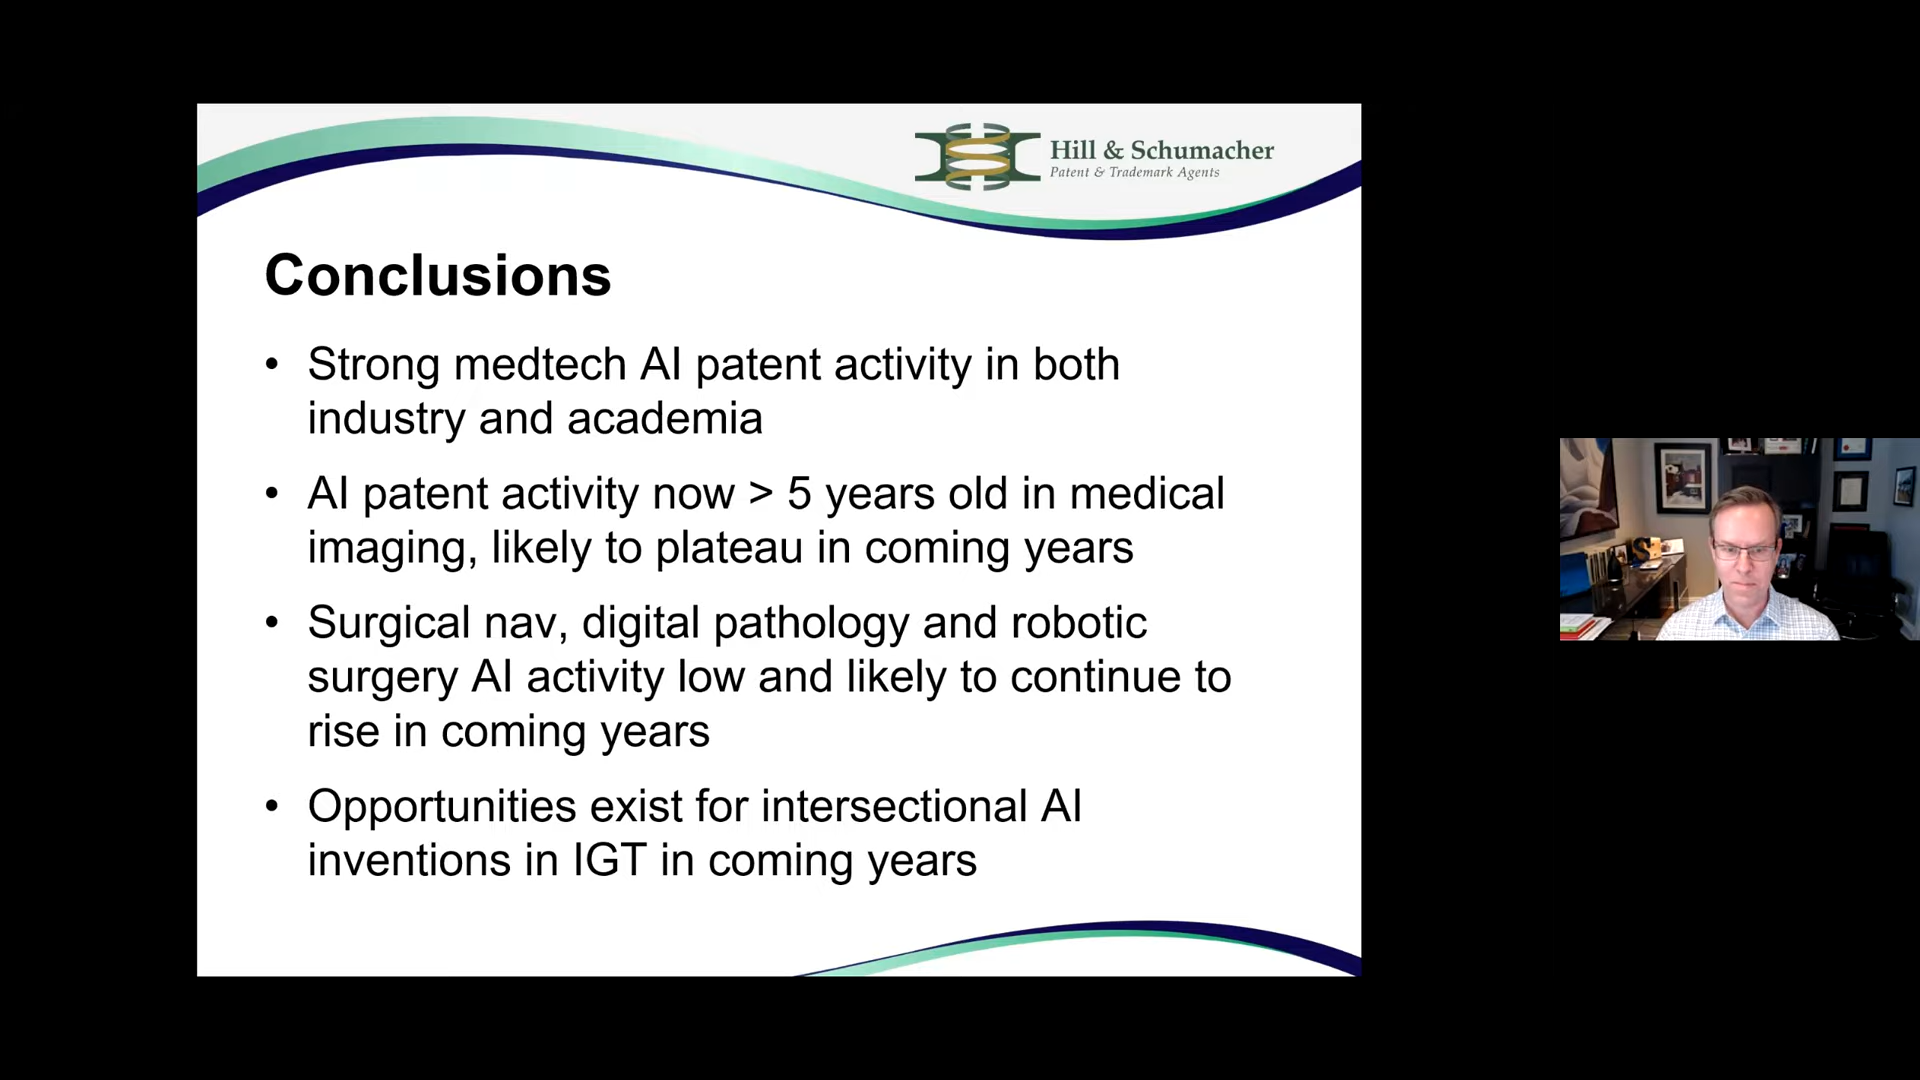 Hill & Schumacher
Patent & Trademark Agents
Conclusions
• Strong medtech AI patent activity in both
industry and academia
• AI patent activity now > 5 years old in medical
imaging, likely to plateau in coming years
• Surgical nav, digital pathology and robotic
surgery AI activity low and likely to continue to
rise in coming years
• Opportunities exist for intersectional AI
inventions in IGT in coming years